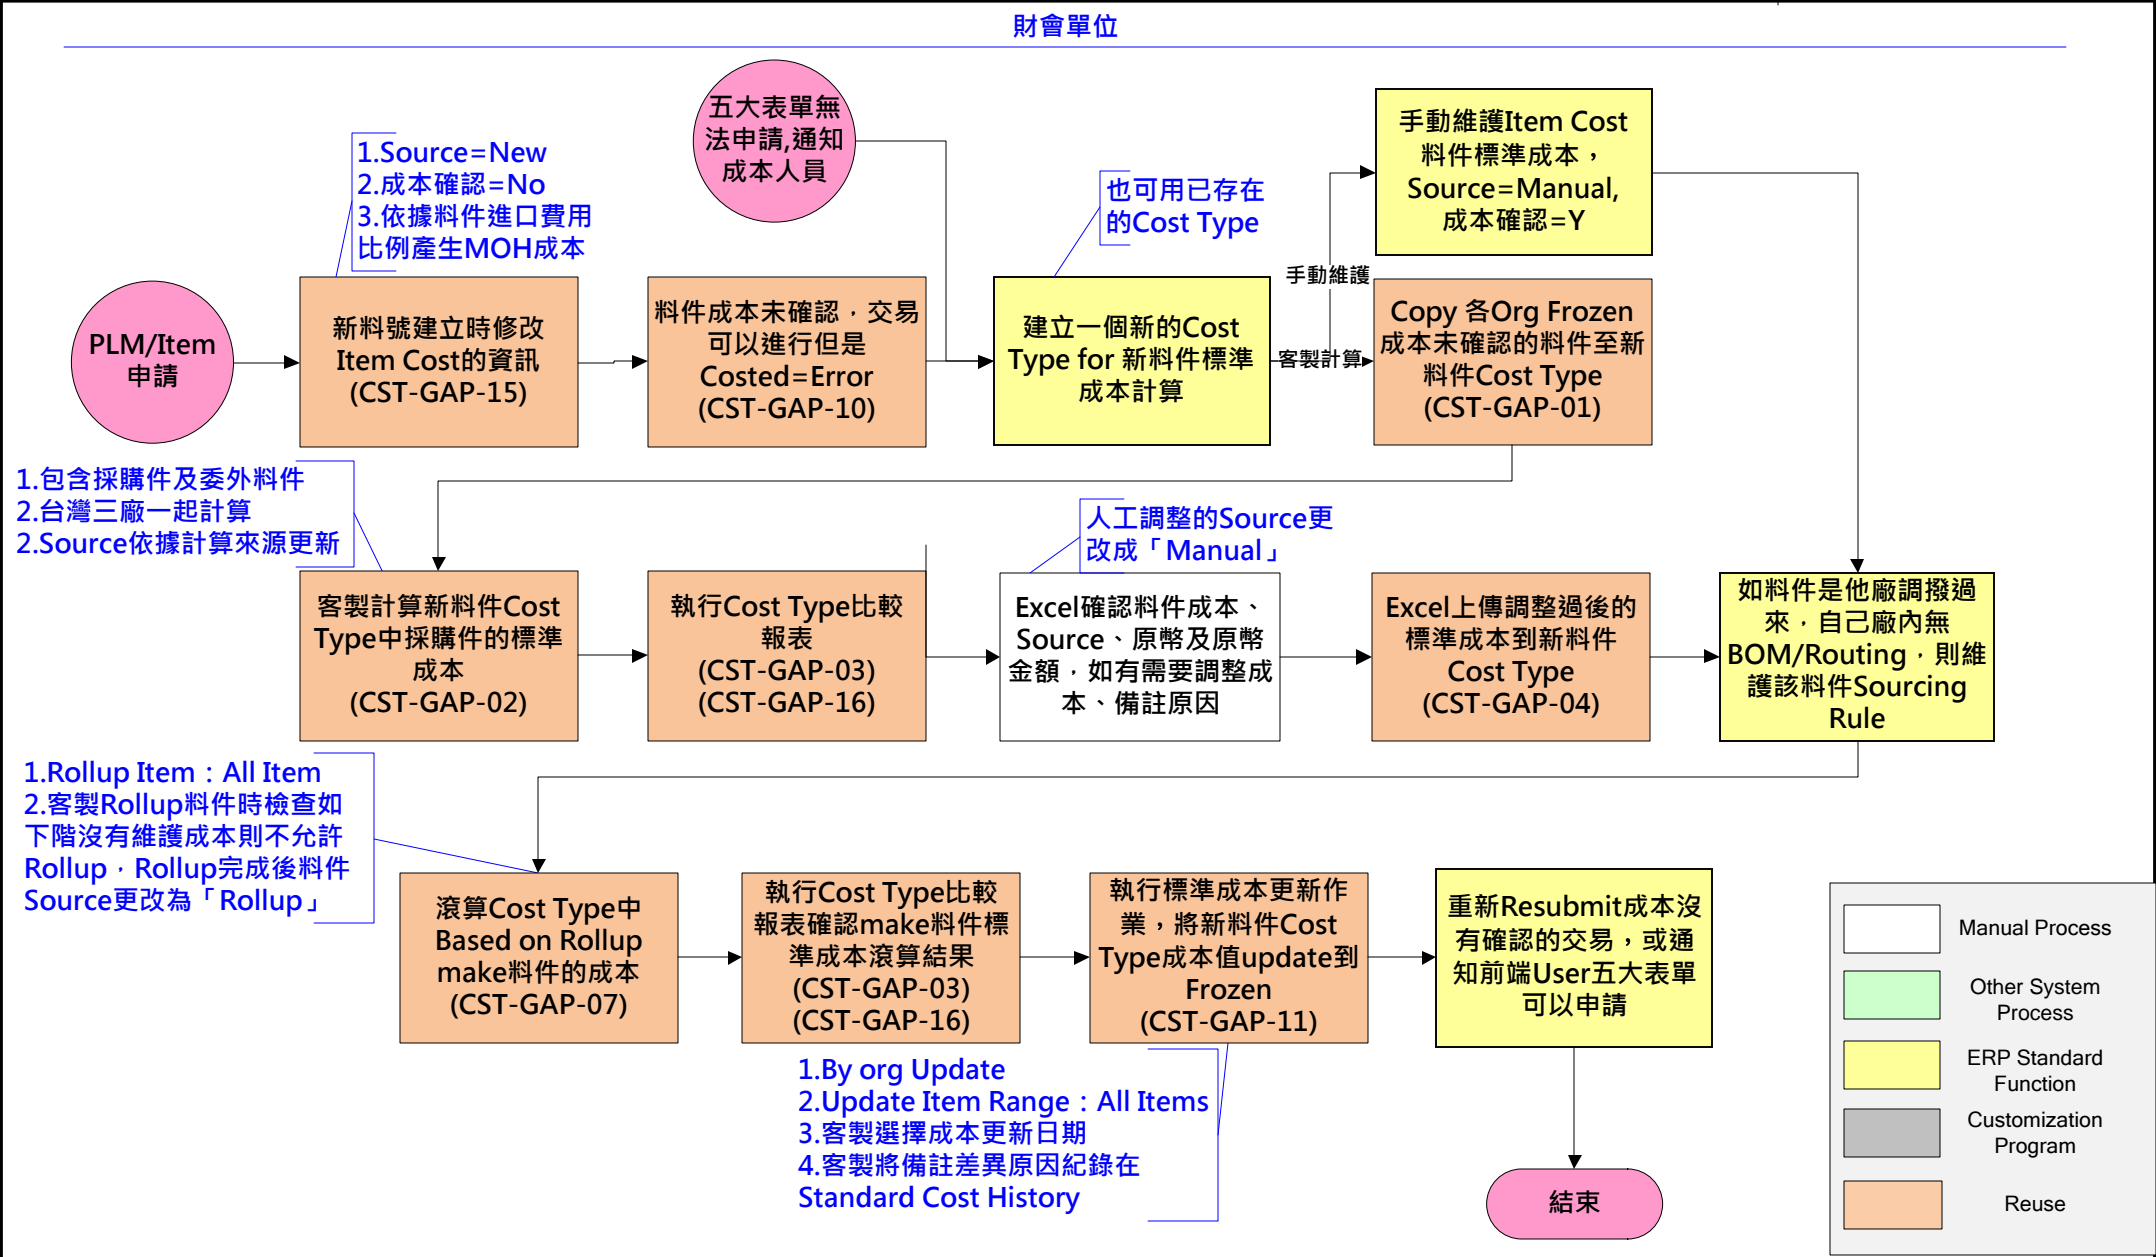 財會單位
五大表單無
法申請,通知
成本人員
1.Source=New
2.成本確認=No
3.依據料件進口費用
比例產生MOH成本
也可用已存在
的Cost Type
手動維護Item Cost
料件標準成本，
Source=Manual,
成本確認=Y
手動維護
PLM/Item
申請
新料號建立時修改
Item Cost的資訊
(CST-GAP-15)
料件成本未確認，交易
可以進行但是
Costed=Error
(CST-GAP-10)
建立一個新的Cost
Type for 新料件標準
成本計算
客製計算
Copy 各Org Frozen
成本未確認的料件至新
料件Cost Type
(CST-GAP-01)
1.包含採購件及委外料件
2.台灣三廠一起計算
2.Source依據計算來源更新
人工調整的Source更
改成「Manual」
客製計算新料件Cost
Type中採購件的標準
成本
(CST-GAP-02)
執行Cost Type比較
報表
(CST-GAP-03)
(CST-GAP-16)
Excel確認料件成本、
Source、原幣及原幣
金額，如有需要調整成
本、備註原因
Excel上傳調整過後的
標準成本到新料件
Cost Type
(CST-GAP-04)
如料件是他廠調撥過
來，自己廠內無
BOM/Routing，則維
護該料件Sourcing
Rule
1.Rollup Item：All Item
2.客製Rollup料件時檢查如
下階沒有維護成本則不允許
Rollup，Rollup完成後料件
Source更改為「Rollup」
滾算Cost Type中
Based on Rollup
make料件的成本
(CST-GAP-07)
執行Cost Type比較
報表確認make料件標
準成本滾算結果
(CST-GAP-03)
(CST-GAP-16)
執行標準成本更新作
業，將新料件Cost
Type成本值update到
Frozen
(CST-GAP-11)
重新Resubmit成本沒
有確認的交易，或通
知前端User五大表單
可以申請
1.By org Update
2.Update Item Range：All Items
3.客製選擇成本更新日期
4.客製將備註差異原因紀錄在
Standard Cost History
結束
Manual Process
Other System
Process
ERP Standard
Function
Customization
Program
Reuse